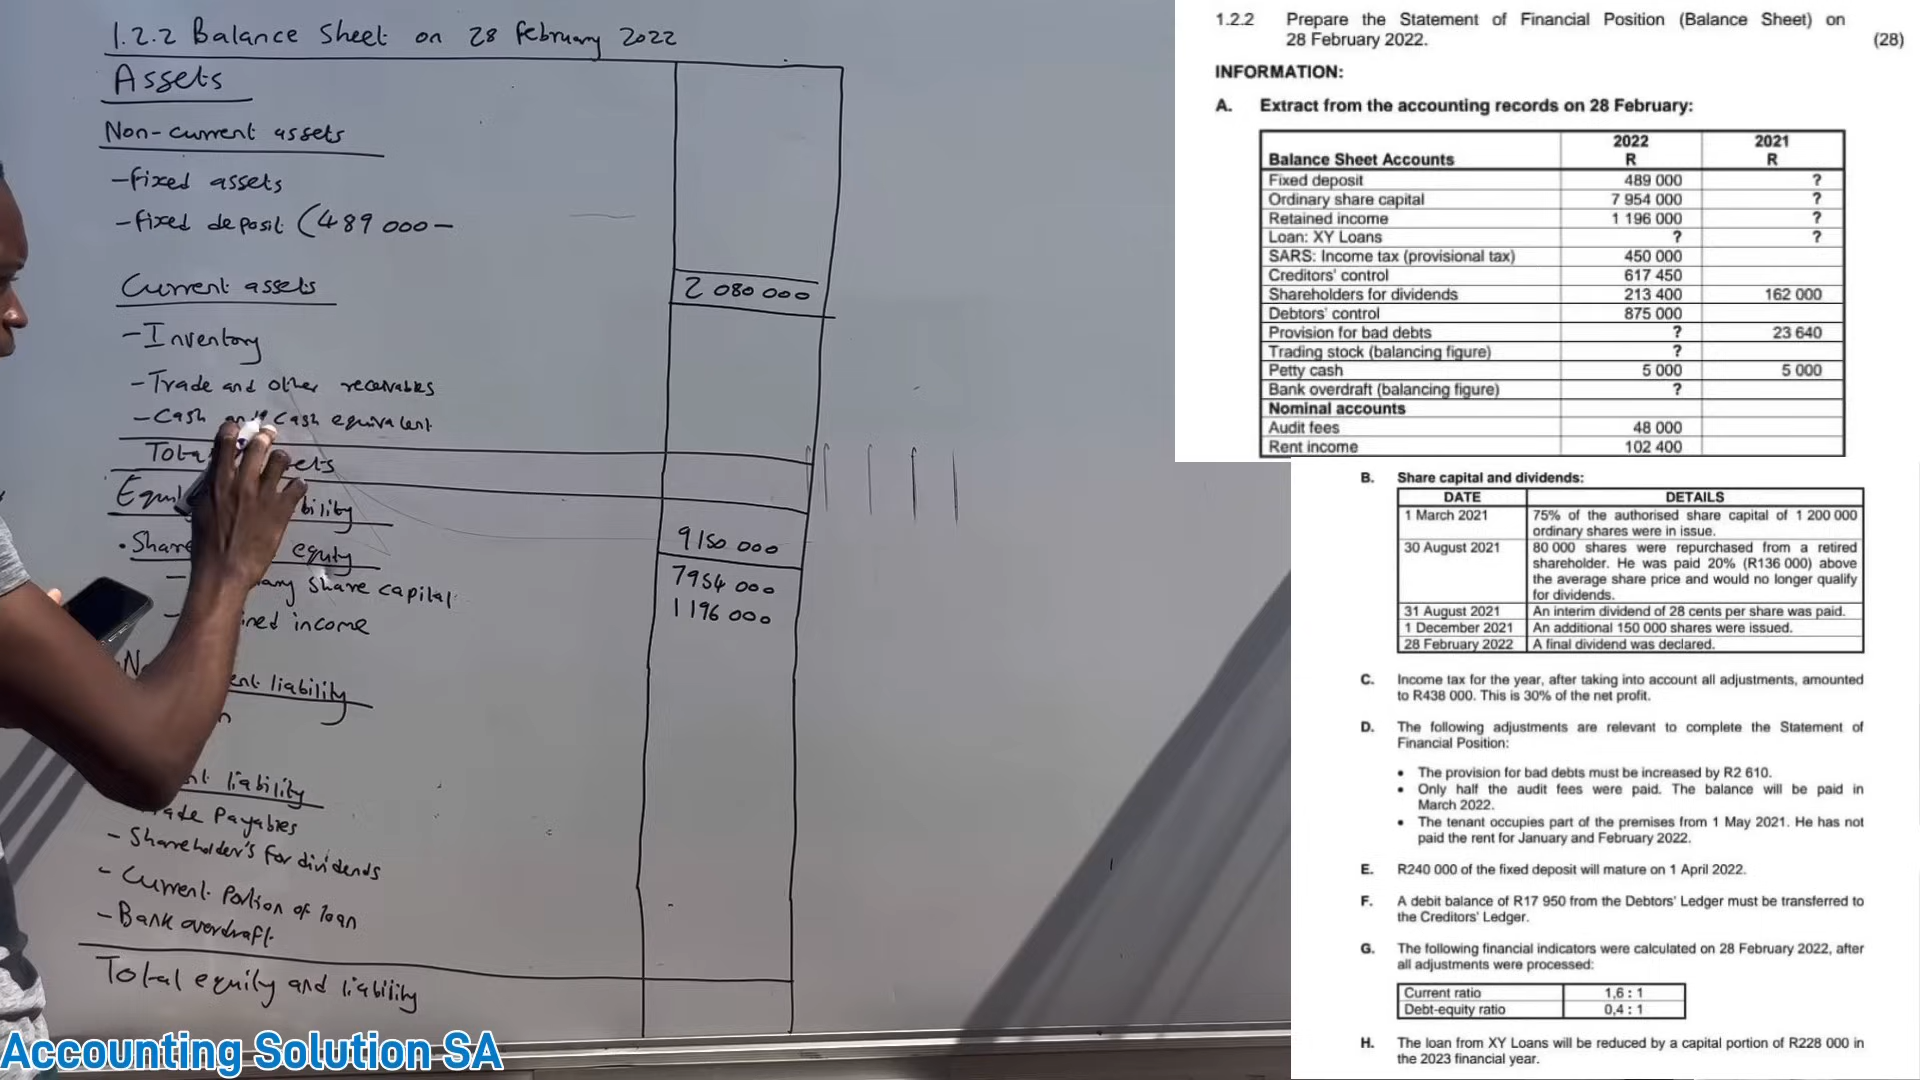 1.2.2 Balance Sheet on 28 February 2022
Assets
Non-current assets
-fixed assets
-fixed deposit (489 000 -
Current assets
2 080 000
-Inventory
-Trade and other receivables
-Cash and cash equivalent
Total
9150 000
• Share equity
7954 000
share capital
1196 000
income
liability
liability
Payables
- Shareholder's for dividends
- Current Portion of loan
- Bank overdraft
Total equity and liability
Accounting Solution SA
1.2.2 Prepare the Statement of Financial Position (Balance Sheet) on
28 February 2022. (28)
INFORMATION:
A. Extract from the accounting records on 28 February:
2022 2021
Balance Sheet Accounts R R
Fixed deposit 489 000 ?
Ordinary share capital 7 954 000 ?
Retained income 1 196 000 ?
Loan: XY Loans ? ?
SARS: Income tax (provisional tax) 450 000
Creditors' control 617 450
Shareholders for dividends 213 400 162 000
Debtors' control 875 000
Provision for bad debts ? 23 640
Trading stock (balancing figure) ?
Petty cash 5 000 5 000
Bank overdraft (balancing figure) ?
Nominal accounts
Audit fees 48 000
Rent income 102 400
B. Share capital and dividends:
DATE DETAILS
1 March 2021 75% of the authorised share capital of 1 200 000
ordinary shares were in issue.
30 August 2021 80 000 shares were repurchased from a retired
shareholder. He was paid 20% (R136 000) above
the average share price and would no longer qualify
for dividends.
31 August 2021 An interim dividend of 28 cents per share was paid.
1 December 2021 An additional 150 000 shares were issued.
28 February 2022 A final dividend was declared.
C. Income tax for the year, after taking into account all adjustments, amounted
to R438 000. This is 30% of the net profit.
D. The following adjustments are relevant to complete the Statement of
Financial Position:
• The provision for bad debts must be increased by R2 610.
• Only half the audit fees were paid. The balance will be paid in
March 2022.
• The tenant occupies part of the premises from 1 May 2021. He has not
paid the rent for January and February 2022.
E. R240 000 of the fixed deposit will mature on 1 April 2022.
F. A debit balance of R17 950 from the Debtors' Ledger must be transferred to
the Creditors' Ledger.
G. The following financial indicators were calculated on 28 February 2022, after
all adjustments were processed:
Current ratio 1,6 : 1
Debt-equity ratio 0,4 : 1
H. The loan from XY Loans will be reduced by a capital portion of R228 000 in
the 2023 financial year.